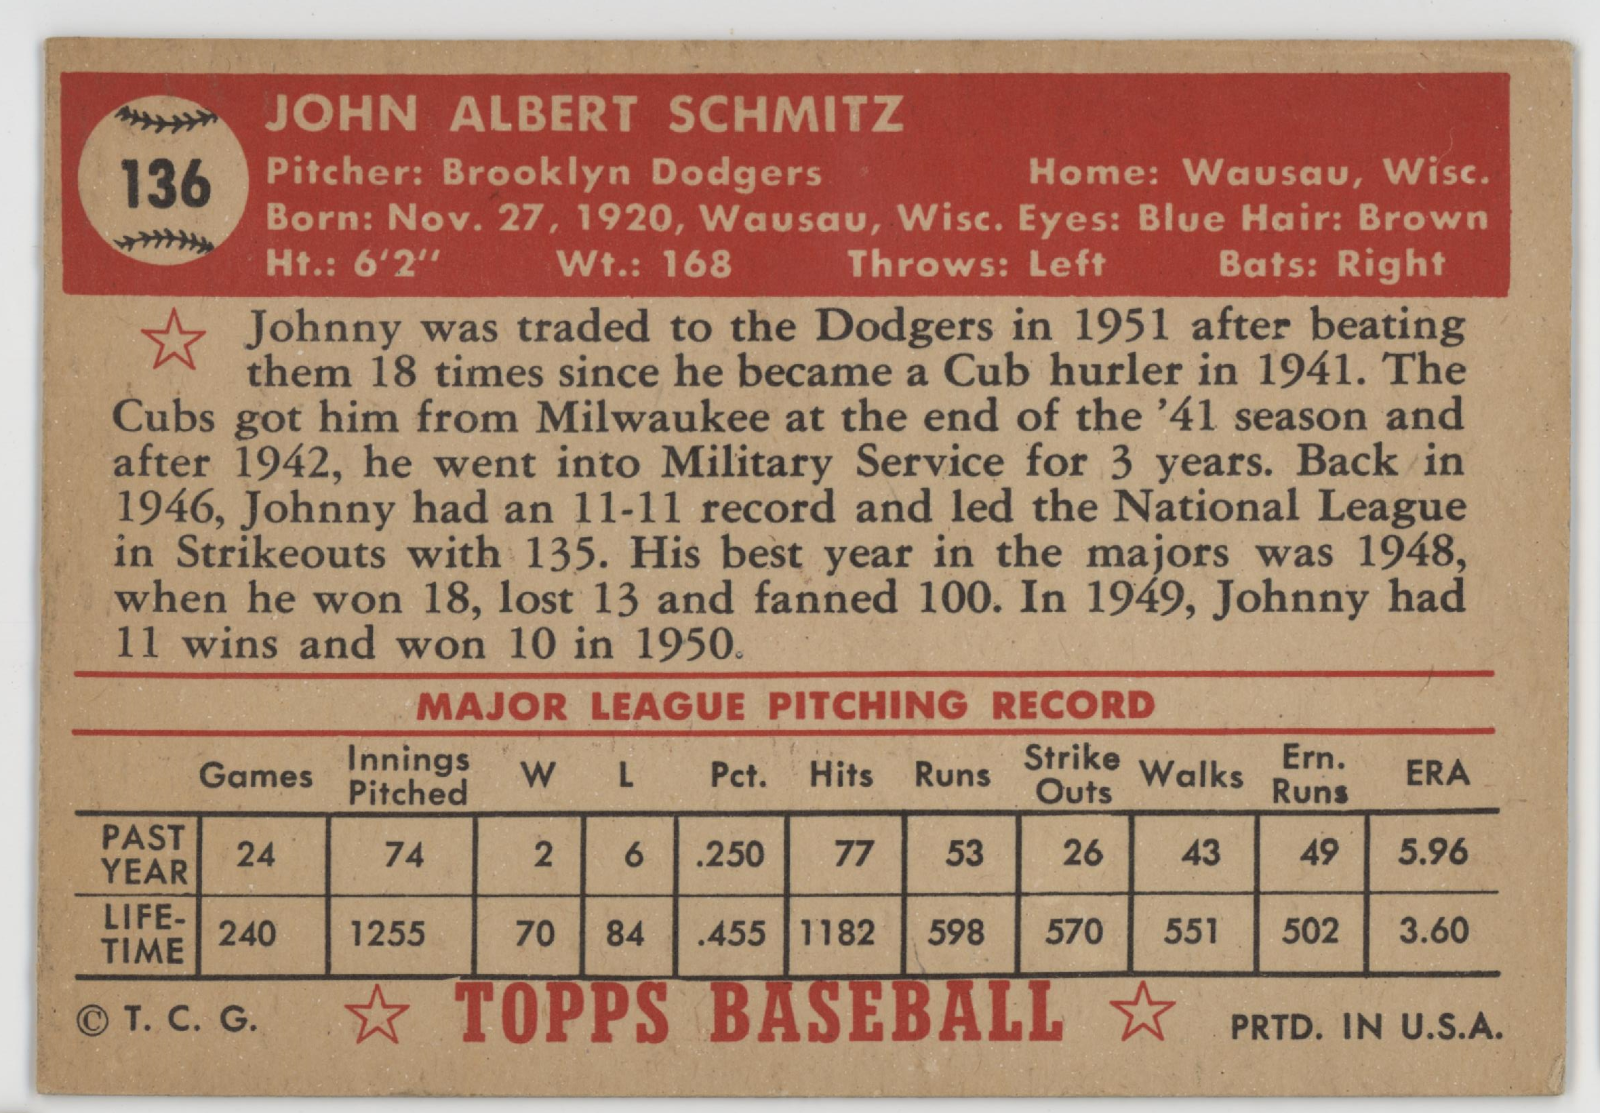 136
JOHN ALBERT SCHMITZ
Pitcher: Brooklyn Dodgers Home: Wausau, Wisc.
Born: Nov. 27, 1920, Wausau, Wisc. Eyes: Blue Hair: Brown
Ht.: 6'2" Wt.: 168 Throws: Left Bats: Right
Johnny was traded to the Dodgers in 1951 after beating
them 18 times since he became a Cub hurler in 1941. The
Cubs got him from Milwaukee at the end of the '41 season and
after 1942, he went into Military Service for 3 years. Back in
1946, Johnny had an 11-11 record and led the National League
in Strikeouts with 135. His best year in the majors was 1948,
when he won 18, lost 13 and fanned 100. In 1949, Johnny had
11 wins and won 10 in 1950.
MAJOR LEAGUE PITCHING RECORD
Games Innings Pitched W L Pct. Hits Runs Strike Outs Walks Ern. Runs ERA
PAST YEAR 24 74 2 6 .250 77 53 26 43 49 5.96
LIFE-TIME 240 1255 70 84 .455 1182 598 570 551 502 3.60
© T. C. G. TOPPS BASEBALL PRTD. IN U.S.A.